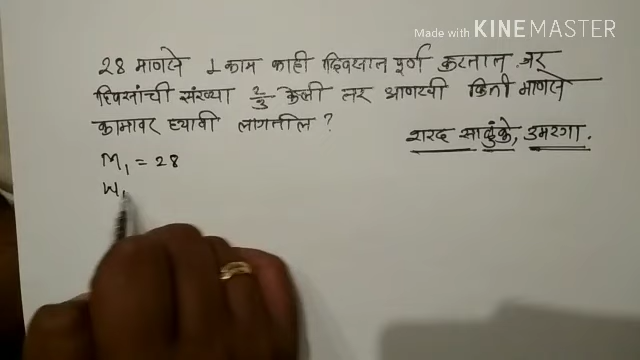 Made with KINEMASTER
28 माणसे 1 काम काही दिवसात पूर्ण करतात. जर
दिवसांची संख्या 2/3 केली तर आणखी किती माणसे
कामावर घ्यावी लागतील ?
शरद साळुंके, उमरगा.
M₁ = 28
W₁